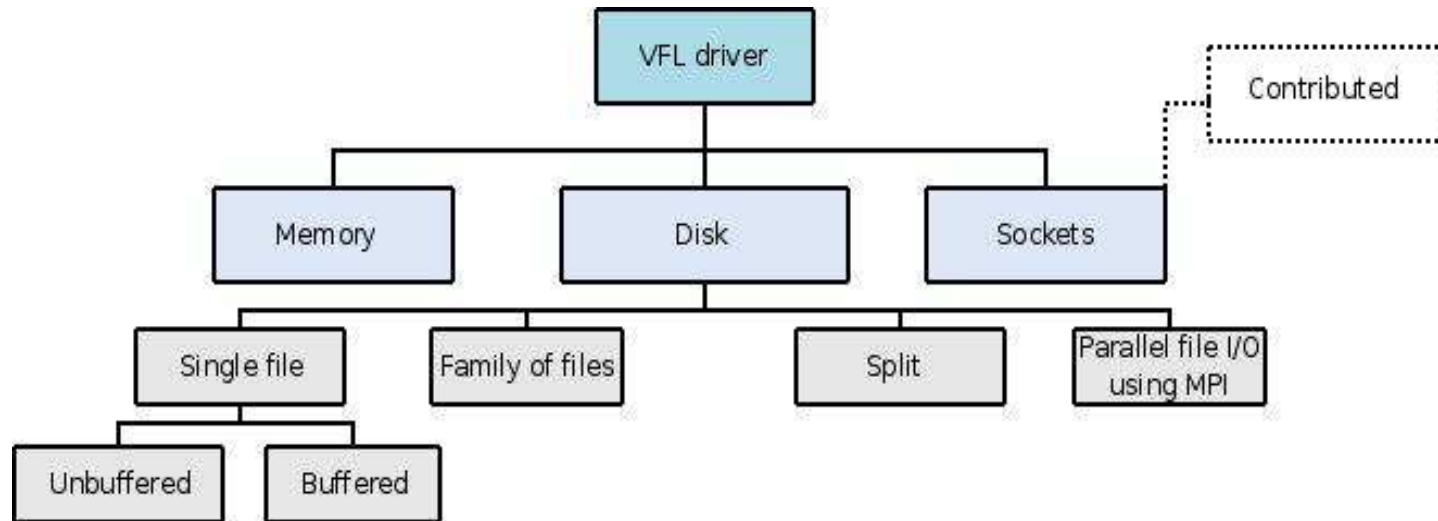 VFL driver
Contributed
Memory
Disk
Sockets
Single file
Family of files
Split
Parallel file I/O
using MPI
Unbuffered
Buffered